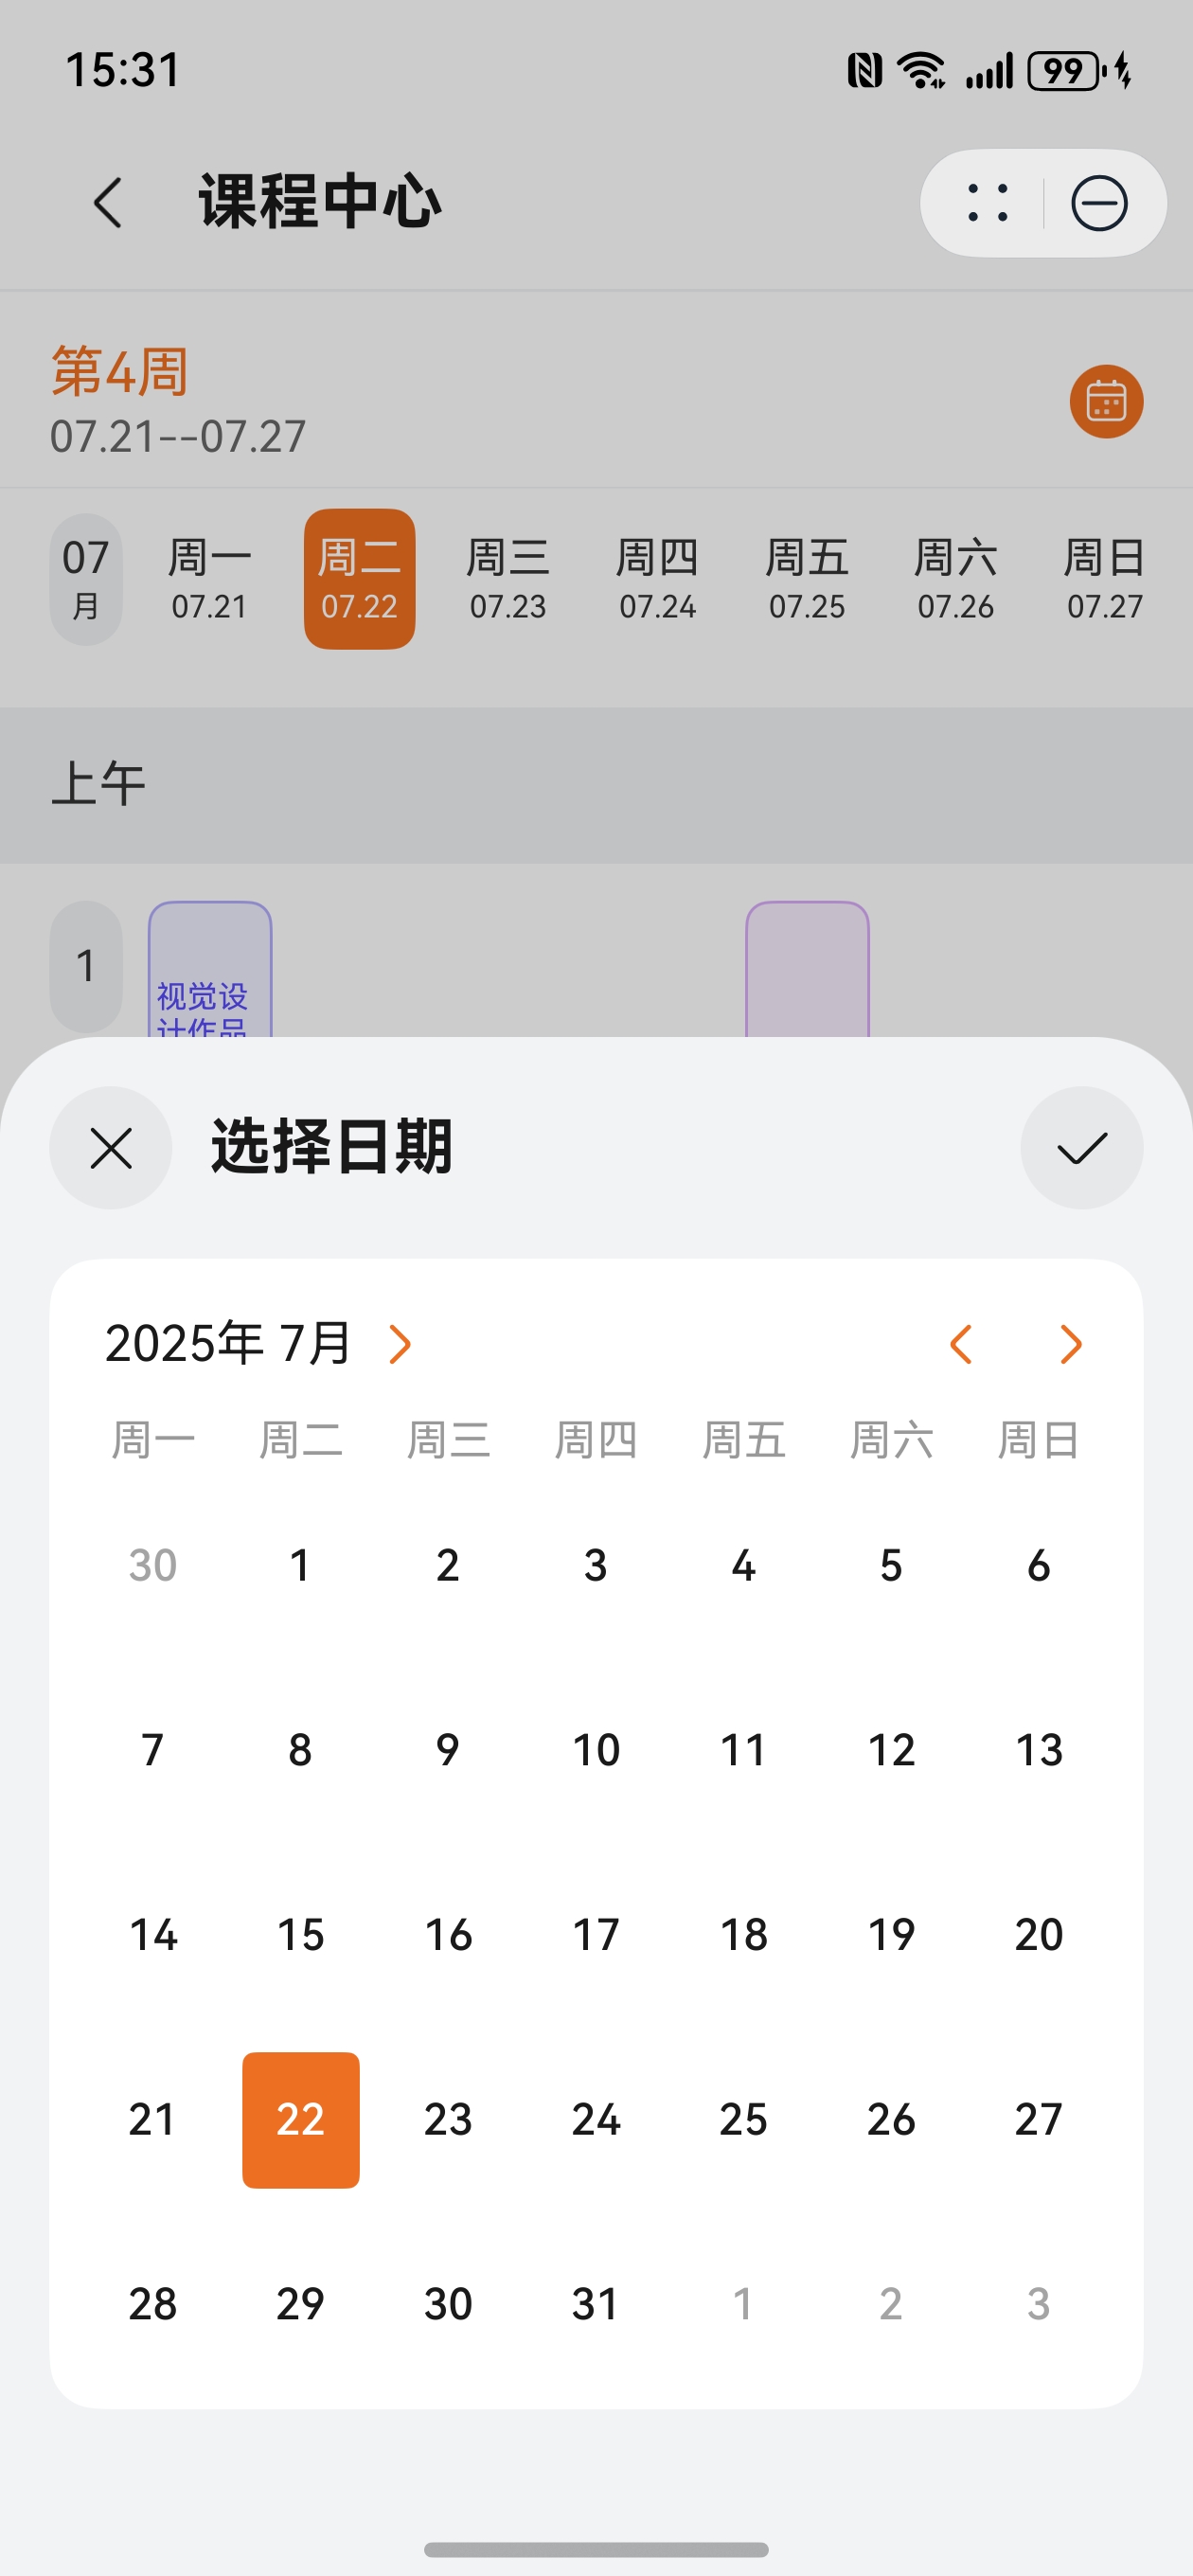 15:31
99
课程中心
第4周
07.21--07.27
07 周一 周二 周三 周四 周五 周六 周日
月 07.21 07.22 07.23 07.24 07.25 07.26 07.27
上午
1
视觉设
计作品
选择日期
2025年 7月
周一 周二 周三 周四 周五 周六 周日
30 1 2 3 4 5 6
7 8 9 10 11 12 13
14 15 16 17 18 19 20
21 22 23 24 25 26 27
28 29 30 31 1 2 3